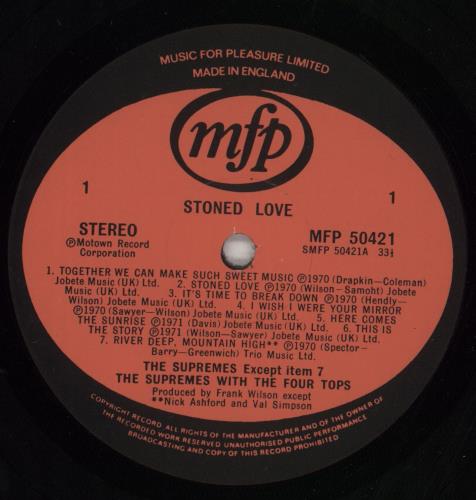 MUSIC FOR PLEASURE LIMITED
MADE IN ENGLAND
mfp
1
1
STONED LOVE
STEREO
MFP 50421
℗Motown Record
Corporation
SMFP 50421A 33⅓
1. TOGETHER WE CAN MAKE SUCH SWEET MUSIC ℗1970 (Drapkin—Coleman)
Jobete Music (UK) Ltd. 2. STONED LOVE ℗1970 (Wilson—Samoht) Jobete
Music (UK) Ltd. 3. IT'S TIME TO BREAK DOWN ℗1970 (Hendly—
Wilson) Jobete Music (UK) Ltd. 4. I WISH I WERE YOUR MIRROR
℗1970 (Sawyer—Wilson) Jobete Music (UK) Ltd. 5. HERE COMES
THE SUNRISE ℗1971 (Davis) Jobete Music (UK) Ltd. 6. THIS IS
THE STORY ℗1971 (Wilson—Sawyer) Jobete Music (UK) Ltd.
7. RIVER DEEP, MOUNTAIN HIGH** ℗1970 (Spector—
Barry—Greenwich) Trio Music Ltd.
THE SUPREMES Except item 7
THE SUPREMES WITH THE FOUR TOPS
Produced by Frank Wilson except
**Nick Ashford and Val Simpson
COPYRIGHT RECORD. ALL RIGHTS OF THE MANUFACTURER AND OF THE OWNER OF
THE RECORDED WORK RESERVED UNAUTHORISED PUBLIC PERFORMANCE
BROADCASTING AND COPY OF THIS RECORD PROHIBITED